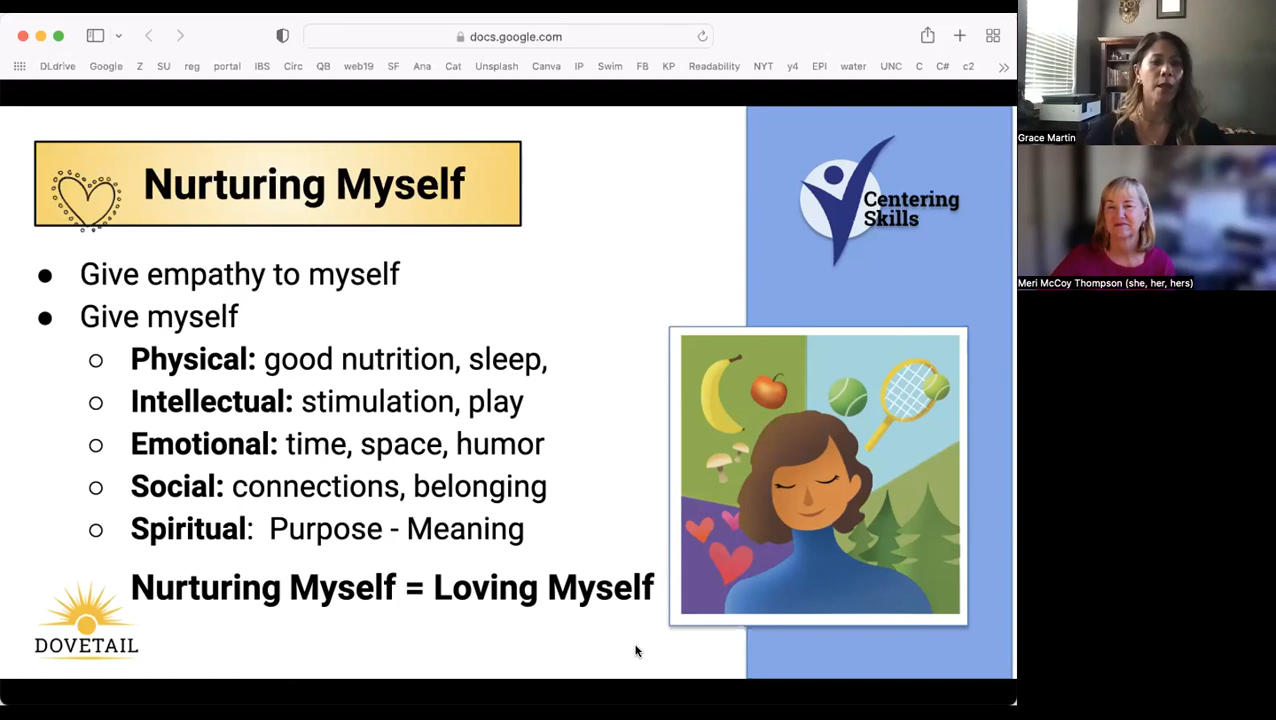 docs.google.com
DLdrive Google Z SU reg portal IBS Circ QL web18 SF Ana Cat Unsplash Canva IP Swim FB KP Readability NYT y4 EPI water UNC C C# c2
Grace Martin
Meri McCoy Thompson (she, her, hers)
Nurturing Myself
Centering
Skills
● Give empathy to myself
● Give myself
○ Physical: good nutrition, sleep,
○ Intellectual: stimulation, play
○ Emotional: time, space, humor
○ Social: connections, belonging
○ Spiritual: Purpose - Meaning
Nurturing Myself = Loving Myself
DOVETAIL